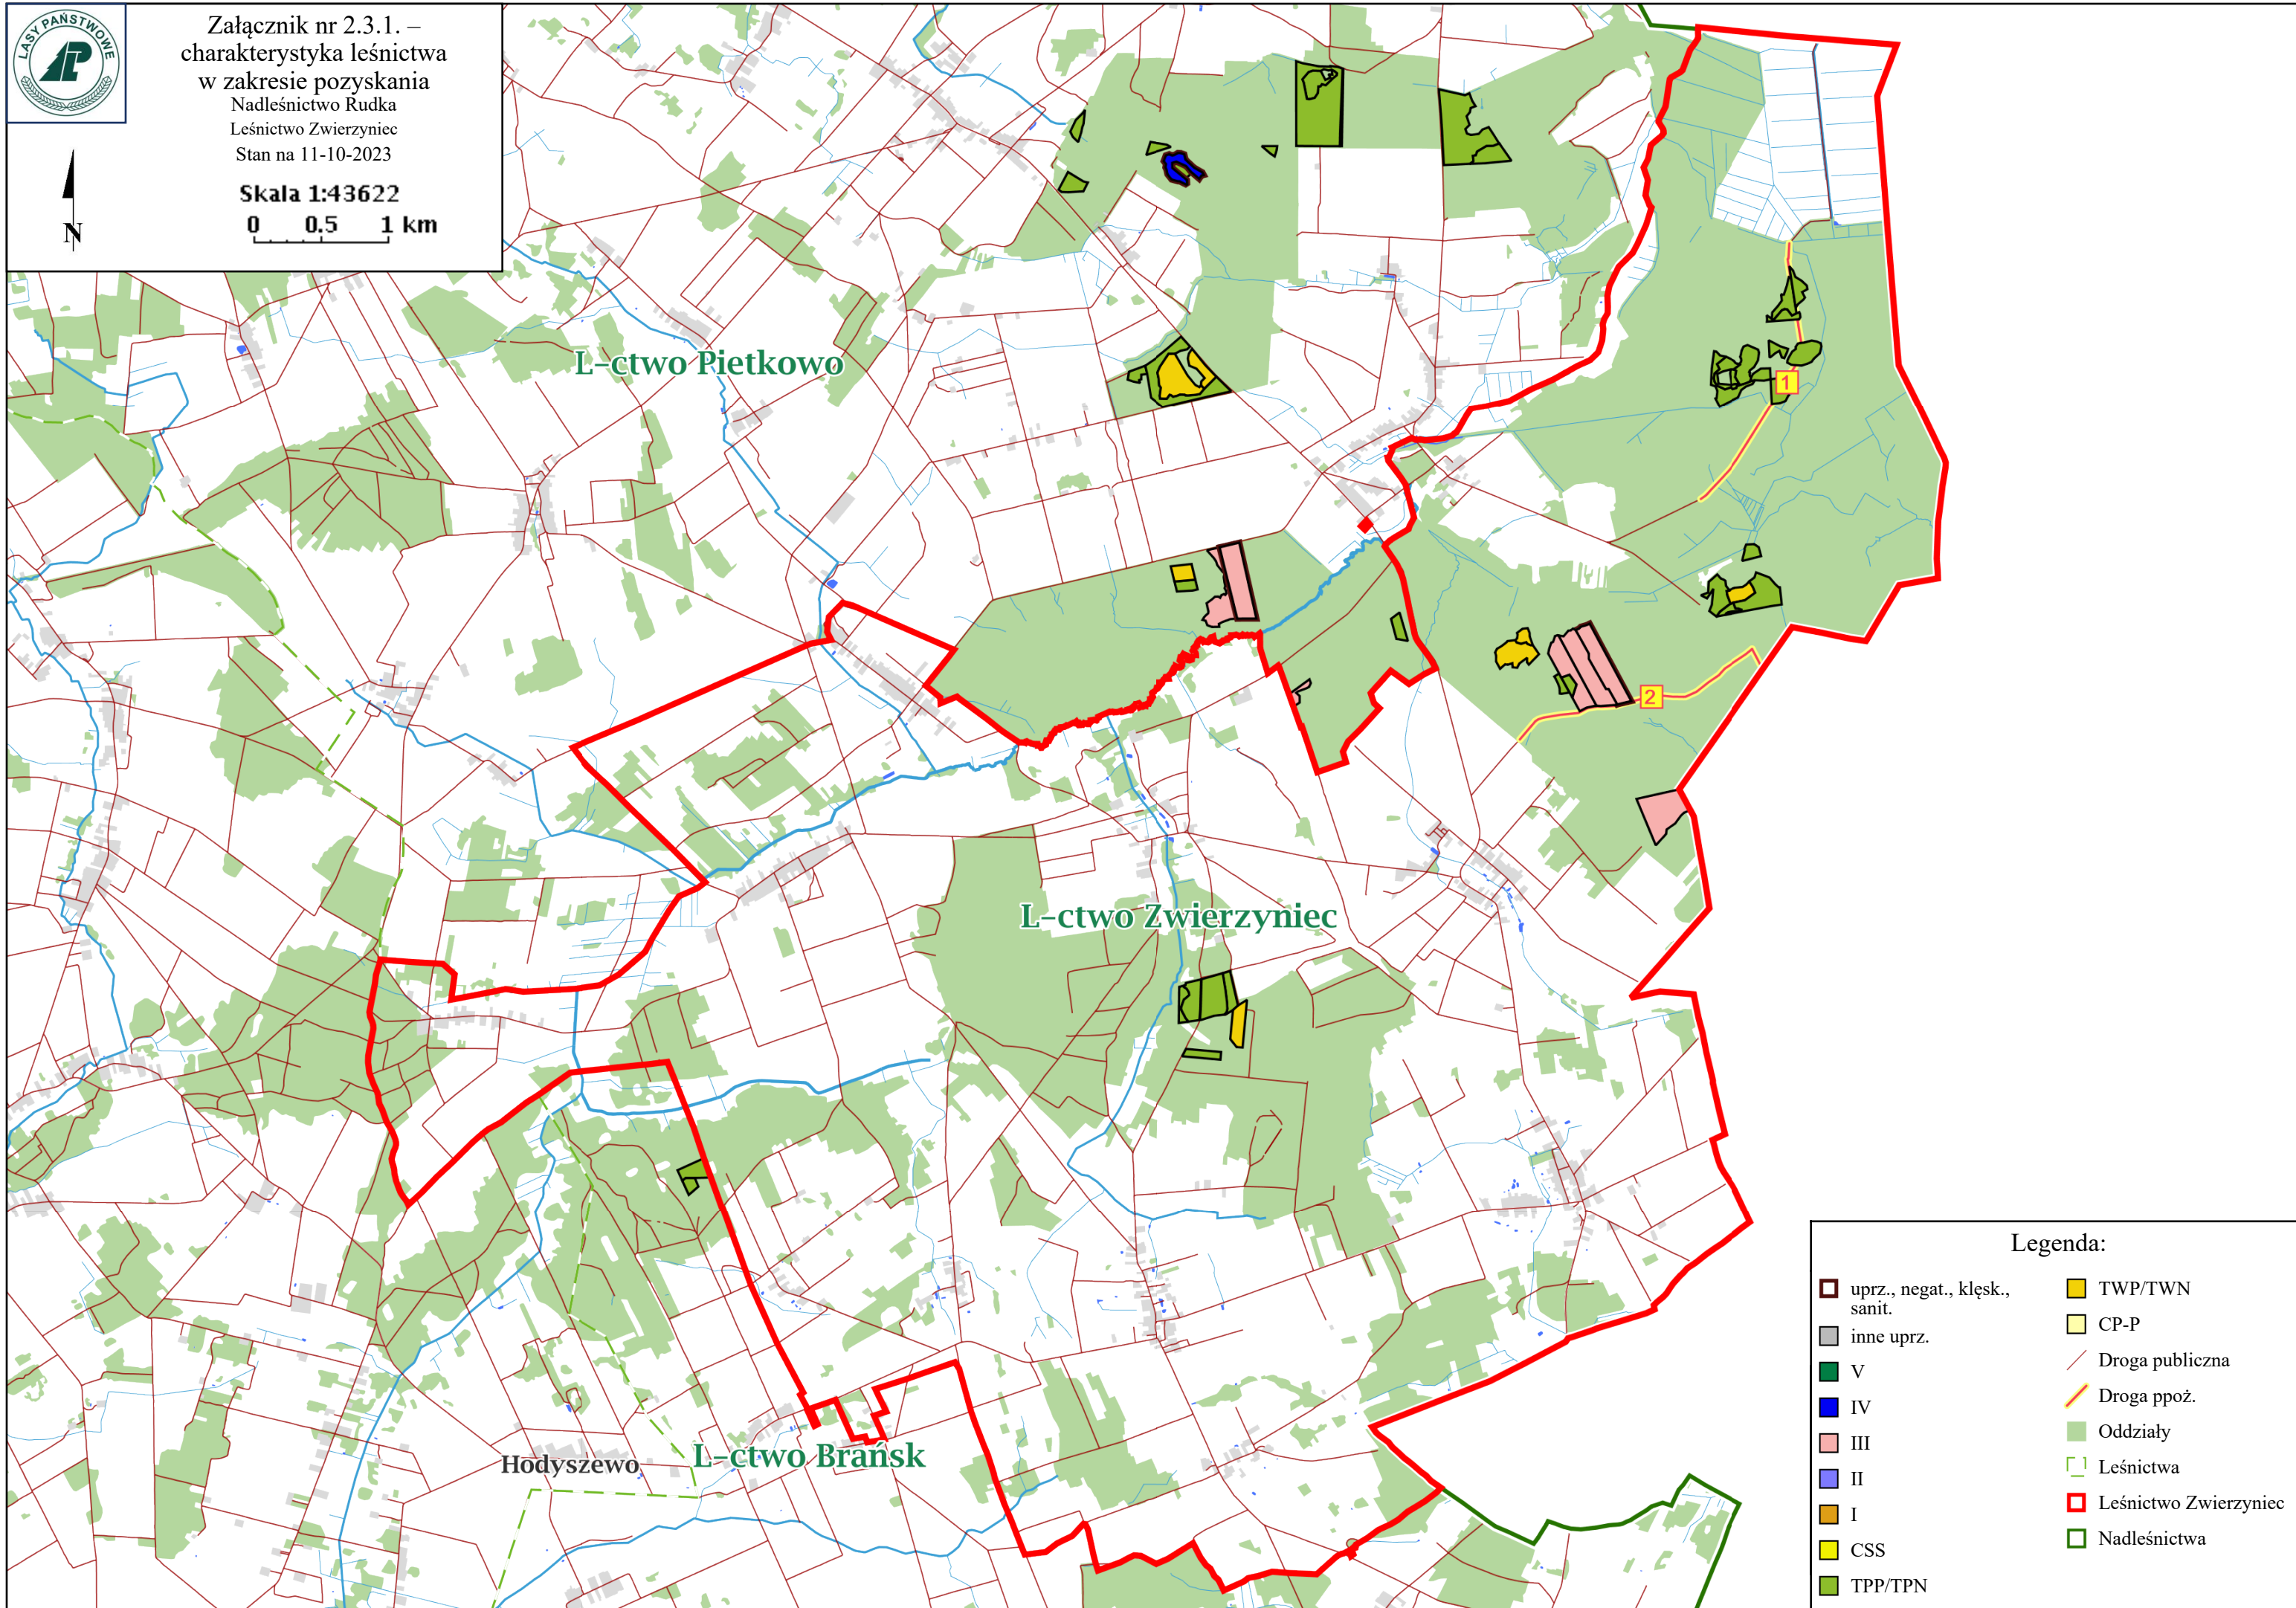 LASY PAŃSTWOWE
Załącznik nr 2.3.1. –
charakterystyka leśnictwa
w zakresie pozyskania
Nadleśnictwo Rudka
Leśnictwo Zwierzyniec
Stan na 11-10-2023
Skala 1:43622
0 0.5 1 km
N
L-ctwo Pietkowo
1
2
L-ctwo Zwierzyniec
Hodyszewo
L-ctwo Brańsk
Legenda:
uprz., negat., klęsk.,
sanit.
inne uprz.
V
IV
III
II
I
CSS
TPP/TPN
TWP/TWN
CP-P
Droga publiczna
Droga ppoż.
Oddziały
Leśnictwa
Leśnictwo Zwierzyniec
Nadleśnictwa